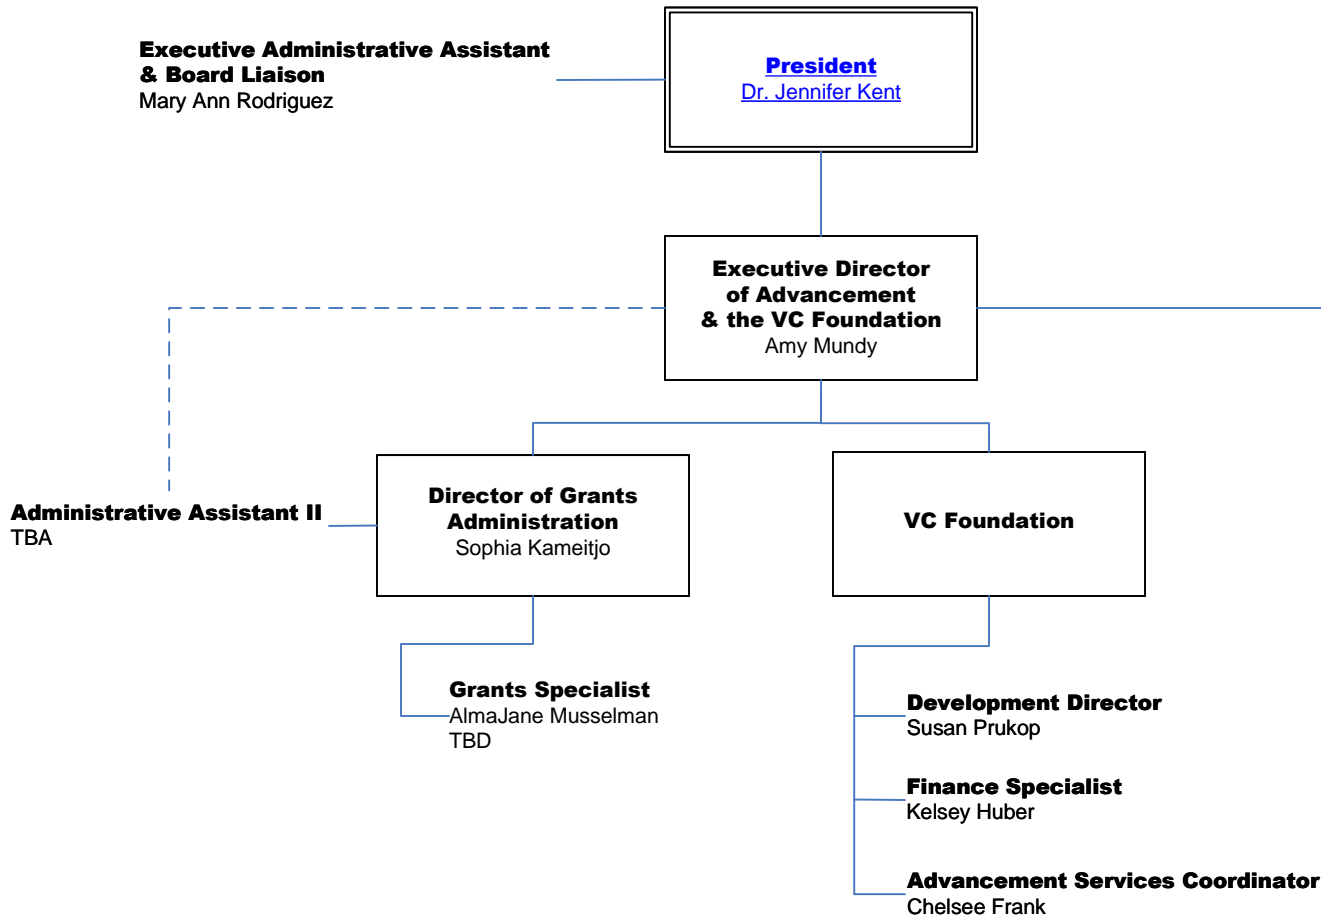 Executive Administrative Assistant
& Board Liaison
Mary Ann Rodriguez
President
Dr. Jennifer Kent
Executive Director
of Advancement
& the VC Foundation
Amy Mundy
Administrative Assistant II
TBA
Director of Grants
Administration
Sophia Kameitjo
VC Foundation
Grants Specialist
AlmaJane Musselman
TBD
Development Director
Susan Prukop
Finance Specialist
Kelsey Huber
Advancement Services Coordinator
Chelsee Frank